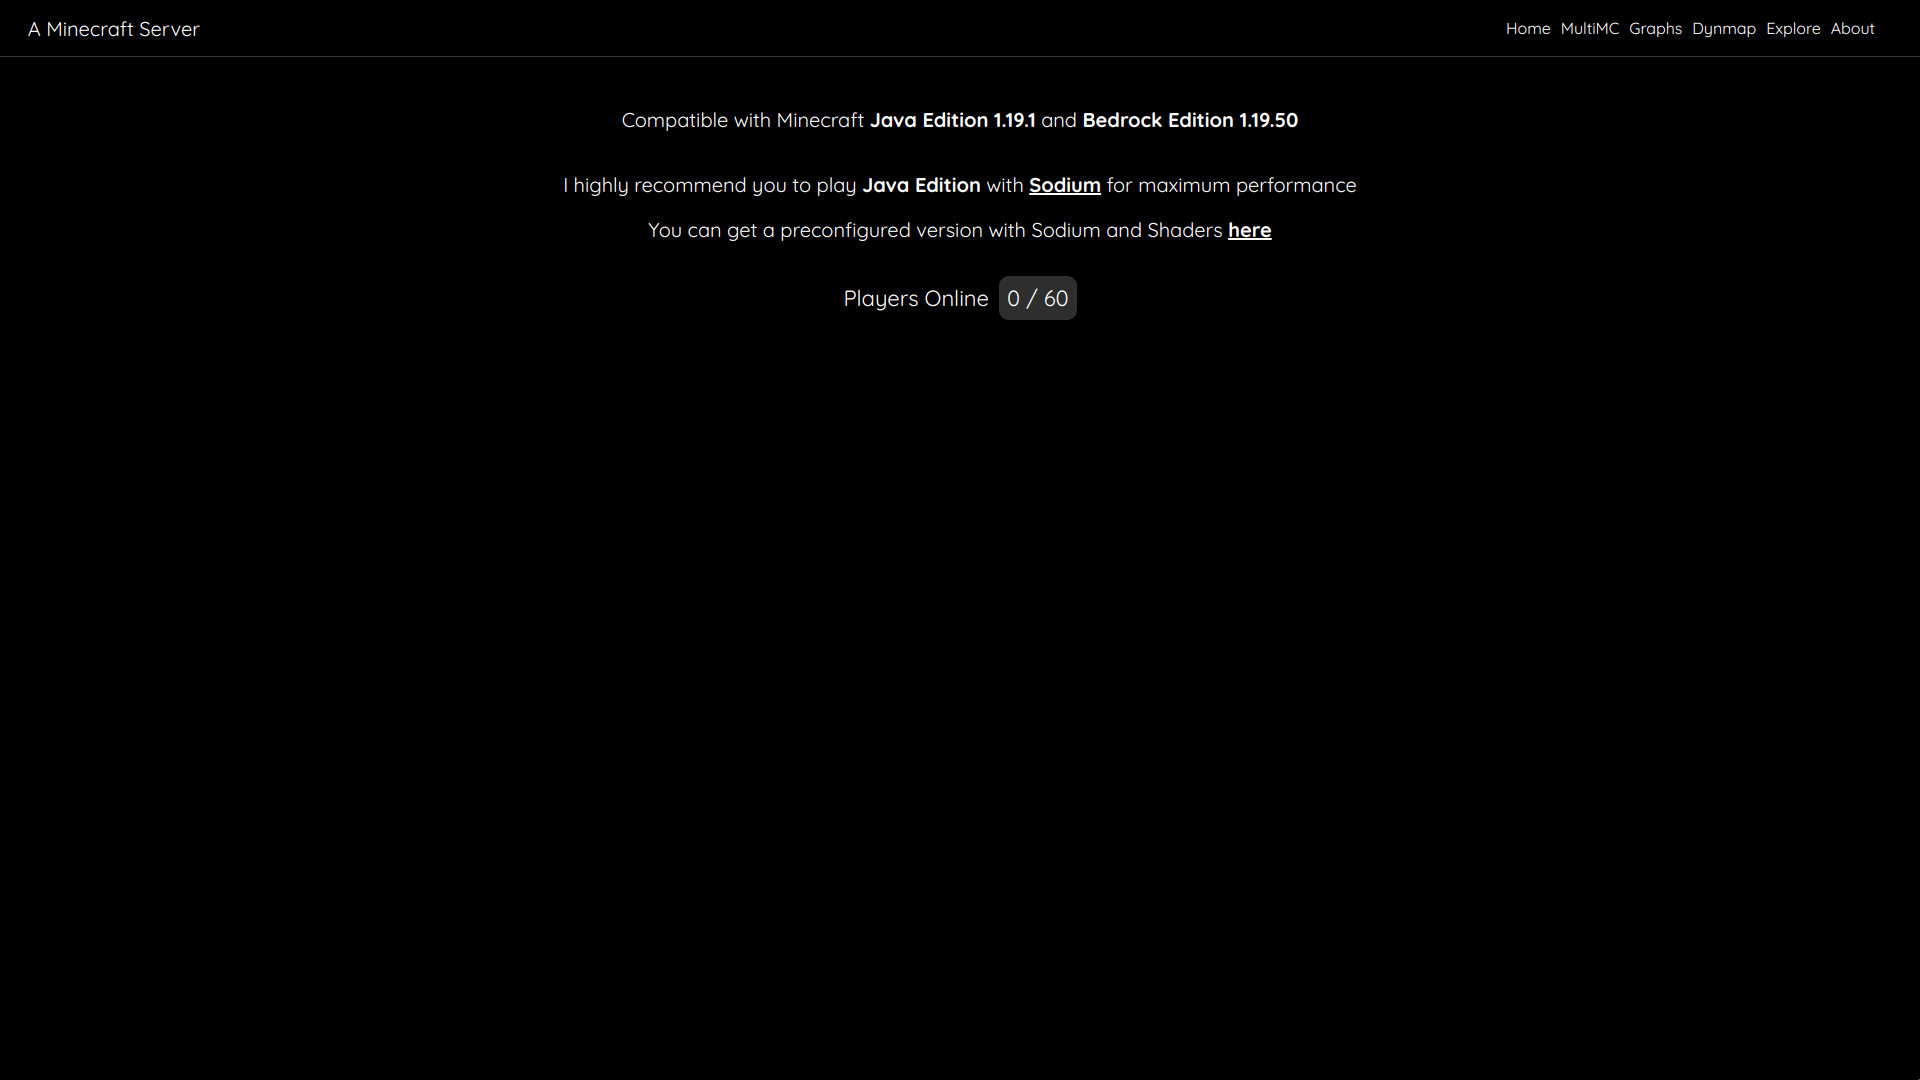 A Minecraft Server
Home MultiMC Graphs Dynmap Explore About
Compatible with Minecraft Java Edition 1.19.1 and Bedrock Edition 1.19.50
I highly recommend you to play Java Edition with Sodium for maximum performance
You can get a preconfigured version with Sodium and Shaders here
Players Online 0 / 60